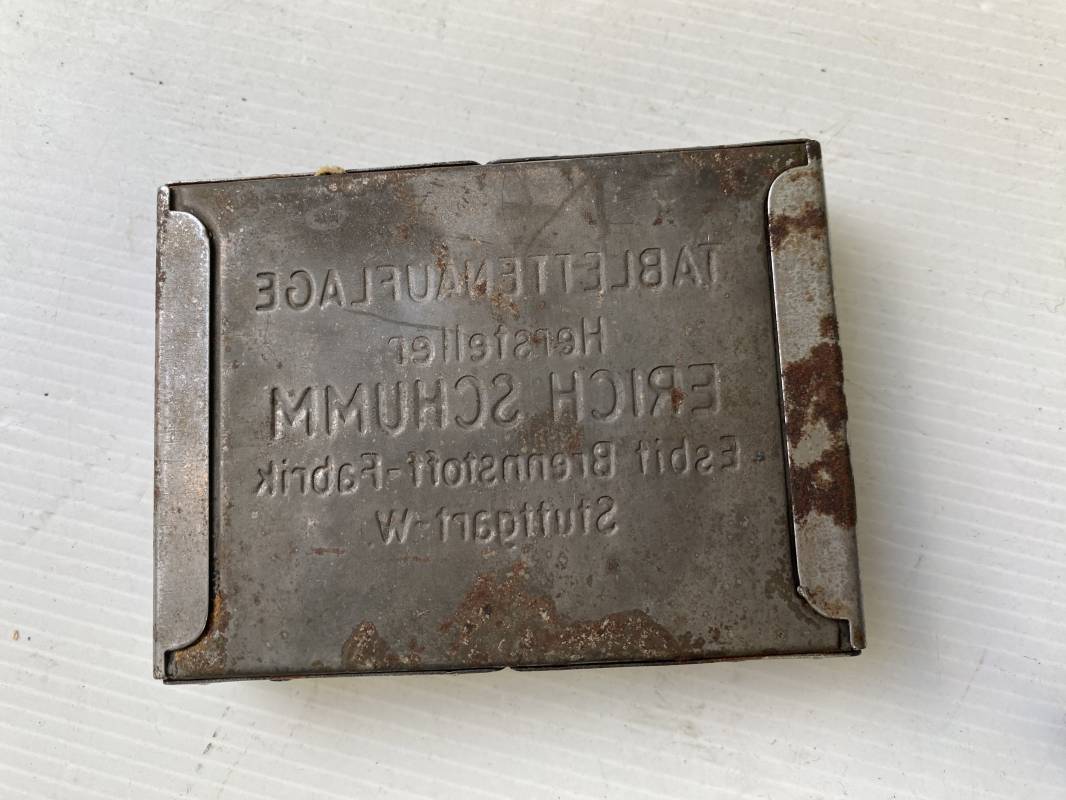 TABLETTENAUFLAGE
Hersteller
ERICH SCHUMM
Esbit Brennstoff-Fabrik
Stuttgart-W.